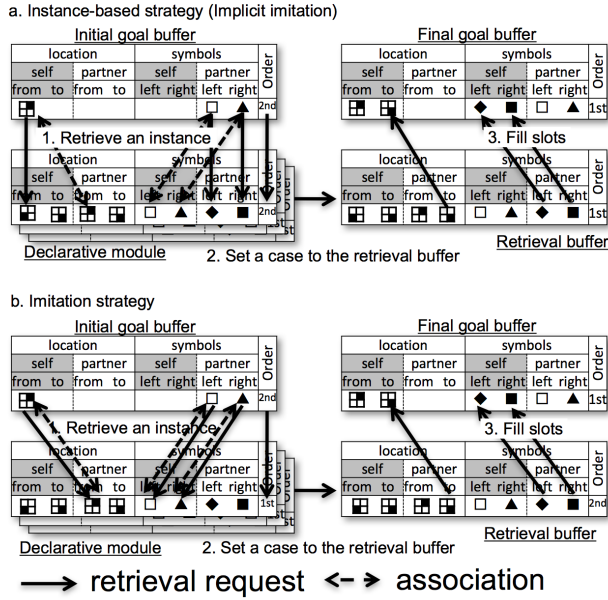 a. Instance-based strategy (Implicit imitation)
Initial goal buffer
location symbols Order
self partner self partner
from to from to left right left right
2nd
1. Retrieve an instance
location symbols Order
self partner self partner
from to from to left right left right
2nd
1st
Declarative module
2. Set a case to the retrieval buffer
Final goal buffer
location symbols Order
self partner self partner
from to from to left right left right
1st
3. Fill slots
location symbols Order
self partner self partner
from to from to left right left right
1st
Retrieval buffer
b. Imitation strategy
Initial goal buffer
location symbols Order
self partner self partner
from to from to left right left right
2nd
1. Retrieve an instance
location symbols Order
self partner self partner
from to from to left right left right
1st
1st
Declarative module
2. Set a case to the retrieval buffer
Final goal buffer
location symbols Order
self partner self partner
from to from to left right left right
1st
3. Fill slots
location symbols Order
self partner self partner
from to from to left right left right
2nd
Retrieval buffer
retrieval request association